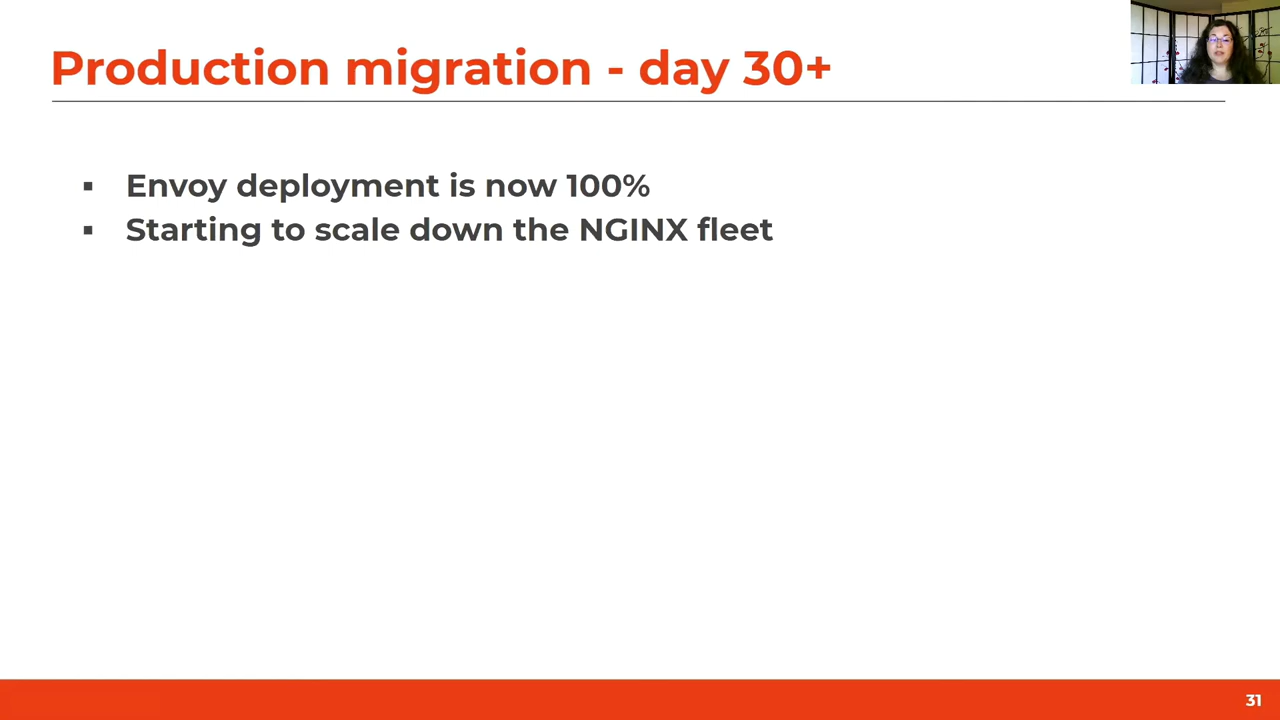 Production migration - day 30+
▪ Envoy deployment is now 100%
▪ Starting to scale down the NGINX fleet
31